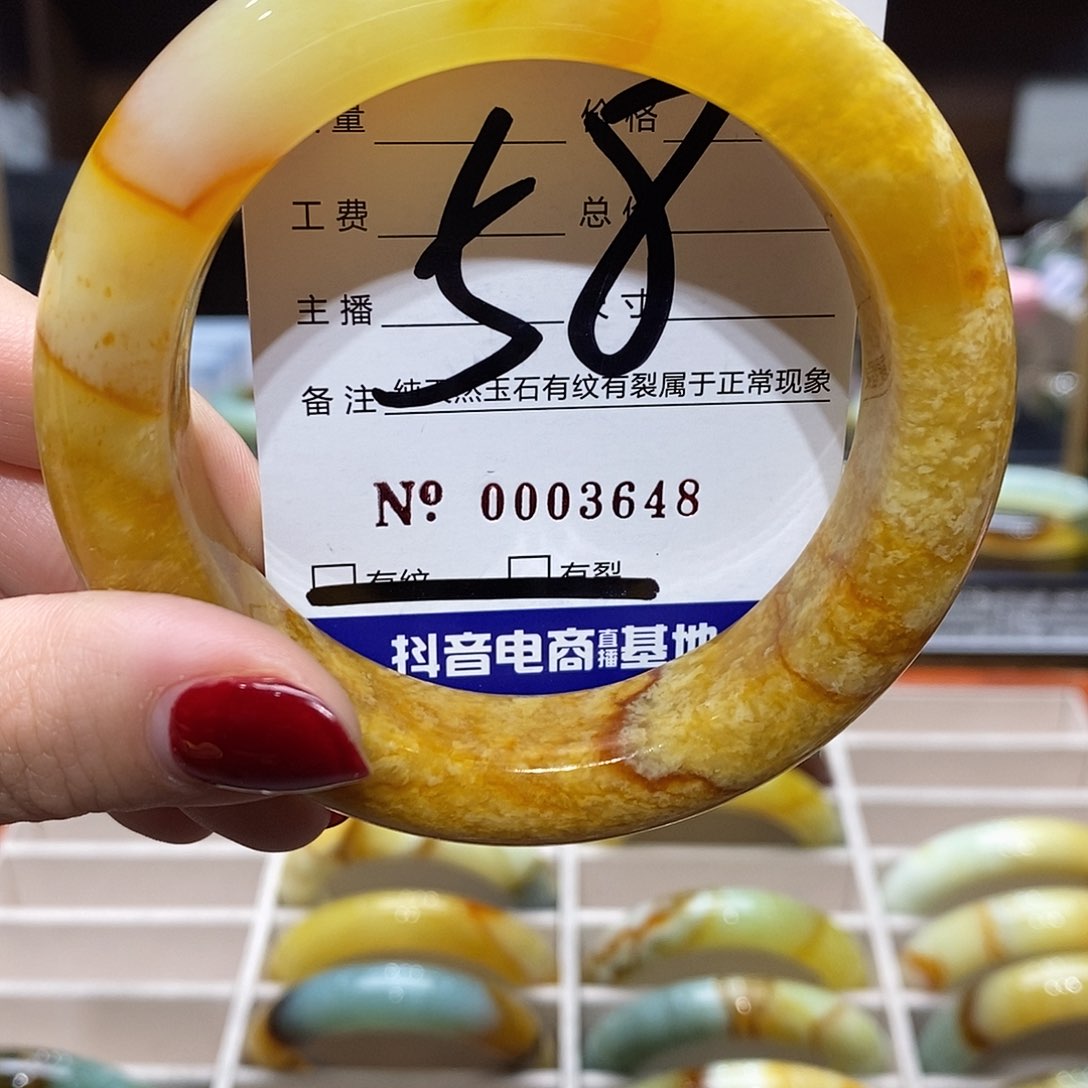 量 价格
58
工费 总
主播 寸
备注 纯天然玉石有纹有裂属于正常现象
Nº 0003648
有纹 有裂
抖音电商直播基地